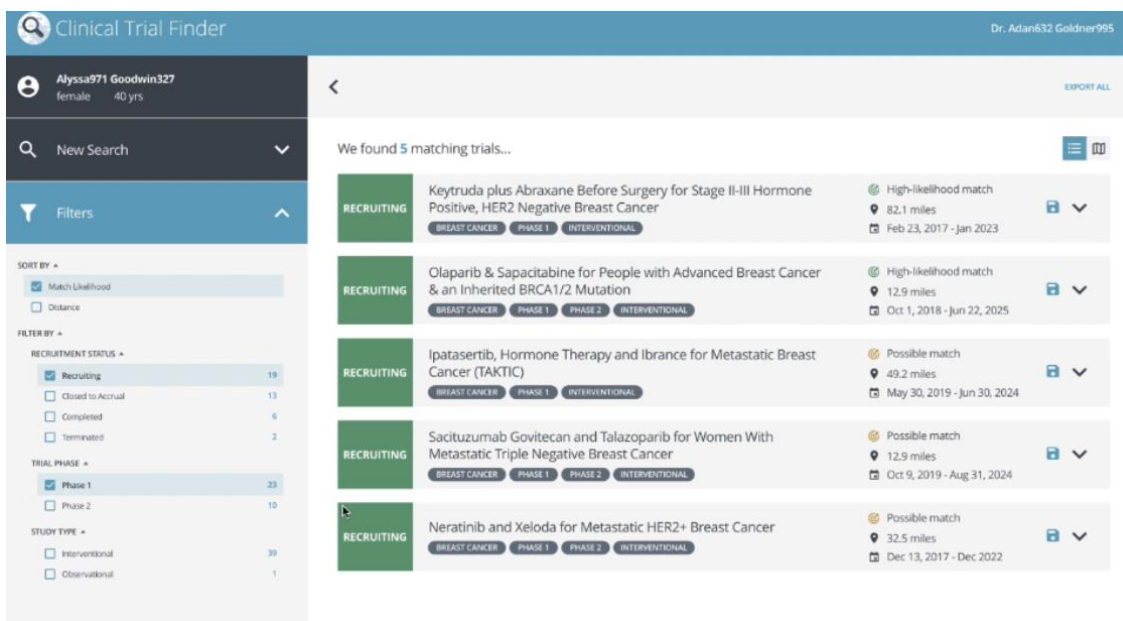 Clinical Trial Finder
Dr. Adan632 Goldner995
Alyssa971 Goodwin327
female 40 yrs
New Search
Filters
SORT BY
Match Likelihood
Distance
FILTER BY
RECRUITMENT STATUS
Recruiting 19
Closed to Accrual 13
Completed 6
Terminated 2
TRIAL PHASE
Phase 1 23
Phase 2 10
STUDY TYPE
Interventional 39
Observational 1
EXPORT ALL
We found 5 matching trials...
RECRUITING
Keytruda plus Abraxane Before Surgery for Stage II-III Hormone
Positive, HER2 Negative Breast Cancer
BREAST CANCER PHASE 1 INTERVENTIONAL
High-likelihood match
82.1 miles
Feb 23, 2017 - Jan 2023
RECRUITING
Olaparib & Sapacitabine for People with Advanced Breast Cancer
& an Inherited BRCA1/2 Mutation
BREAST CANCER PHASE 1 PHASE 2 INTERVENTIONAL
High-likelihood match
12.9 miles
Oct 1, 2018 - Jun 22, 2025
RECRUITING
Ipatasertib, Hormone Therapy and Ibrance for Metastatic Breast
Cancer (TAKTIC)
BREAST CANCER PHASE 1 INTERVENTIONAL
Possible match
49.2 miles
May 30, 2019 - Jun 30, 2024
RECRUITING
Sacituzumab Govitecan and Talazoparib for Women With
Metastatic Triple Negative Breast Cancer
BREAST CANCER PHASE 1 PHASE 2 INTERVENTIONAL
Possible match
12.9 miles
Oct 9, 2019 - Aug 31, 2024
RECRUITING
Neratinib and Xeloda for Metastatic HER2+ Breast Cancer
BREAST CANCER PHASE 1 PHASE 2 INTERVENTIONAL
Possible match
32.5 miles
Dec 13, 2017 - Dec 2022